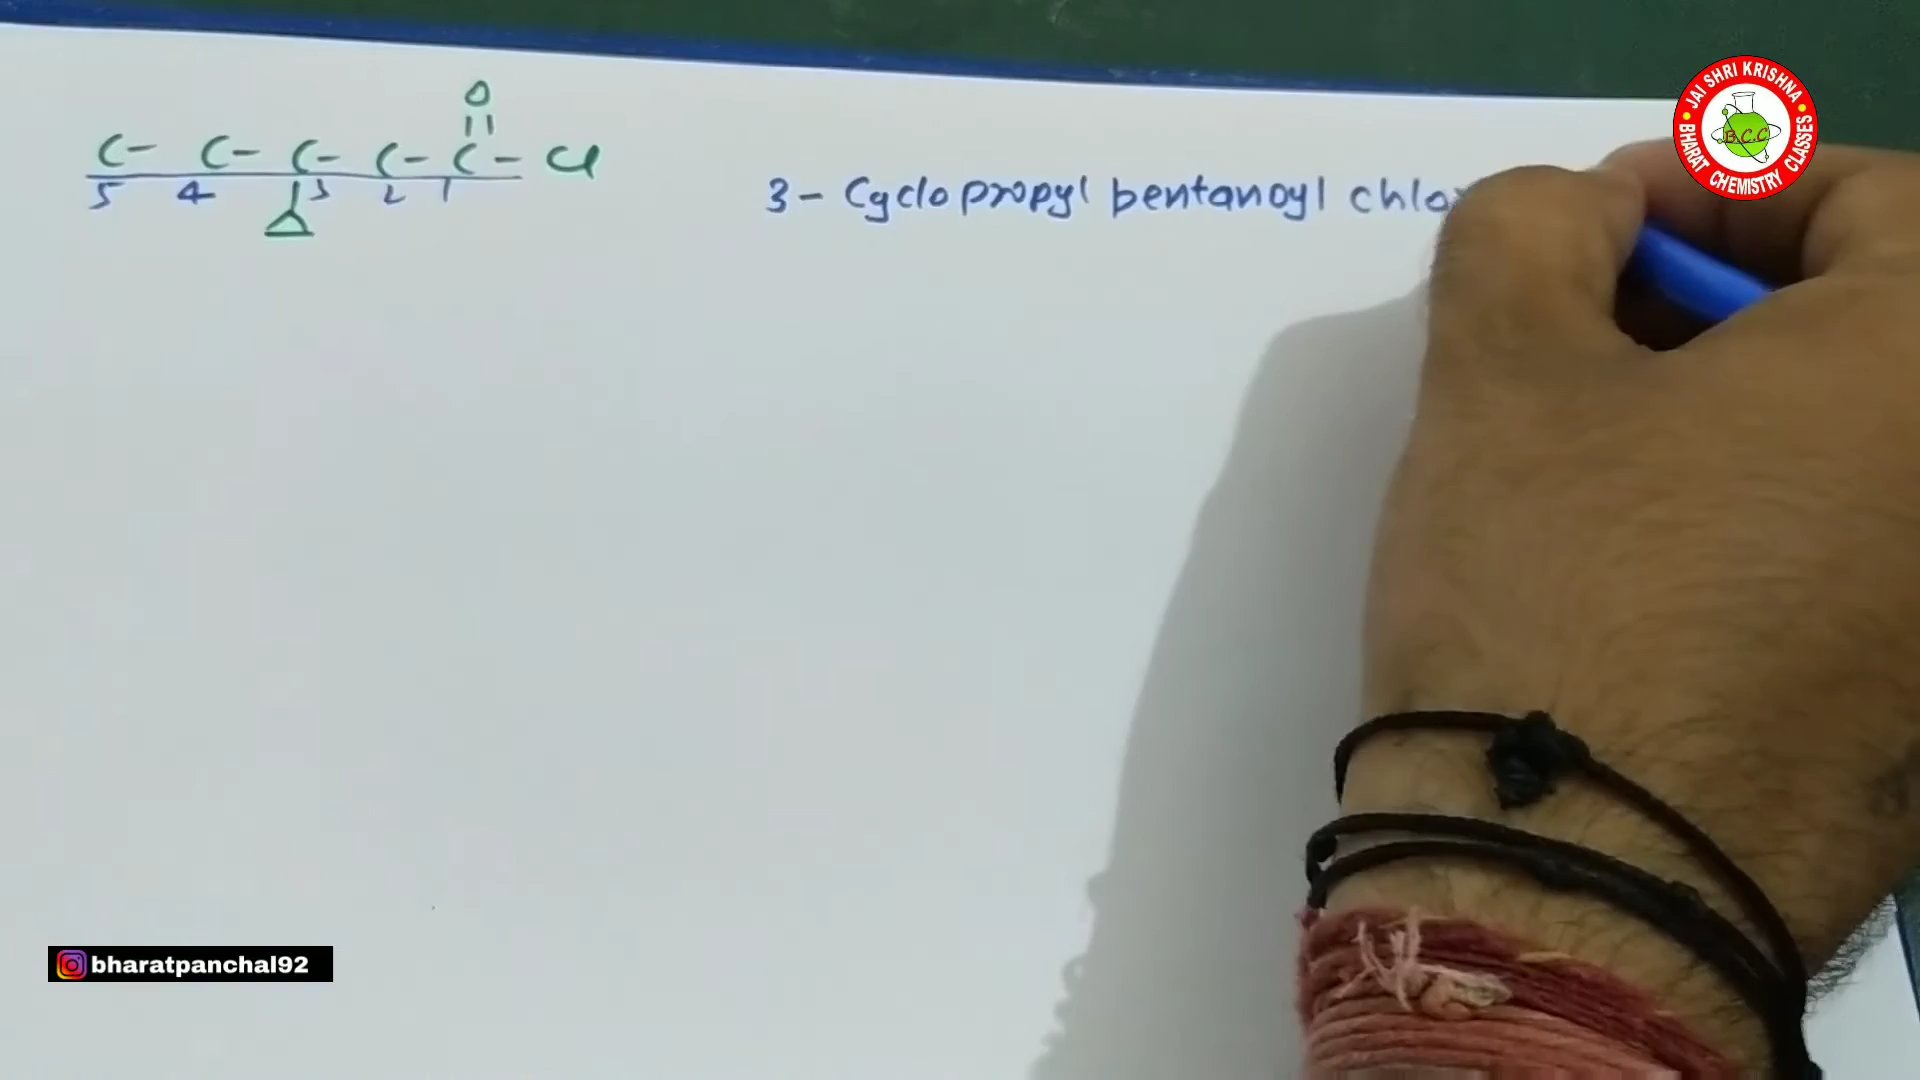 O
||
C- C- C- C- C- Cl
5 4 3 2 1
3- Cyclopropyl bentanoyl chlo
JAI SHRI KRISHNA
B.C.C
BHARAT CHEMISTRY CLASSES
bharatpanchal92